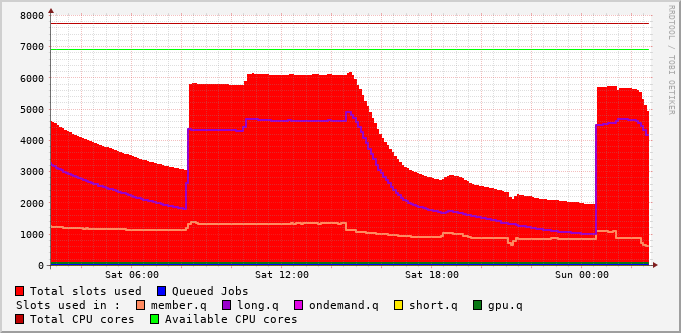 8000
7000
6000
5000
4000
3000
2000
1000
0
Sat 06:00 Sat 12:00 Sat 18:00 Sun 00:00
Total slots used Queued Jobs
Slots used in : member.q long.q ondemand.q short.q gpu.q
Total CPU cores Available CPU cores
RRDTOOL / TOBI OETIKER